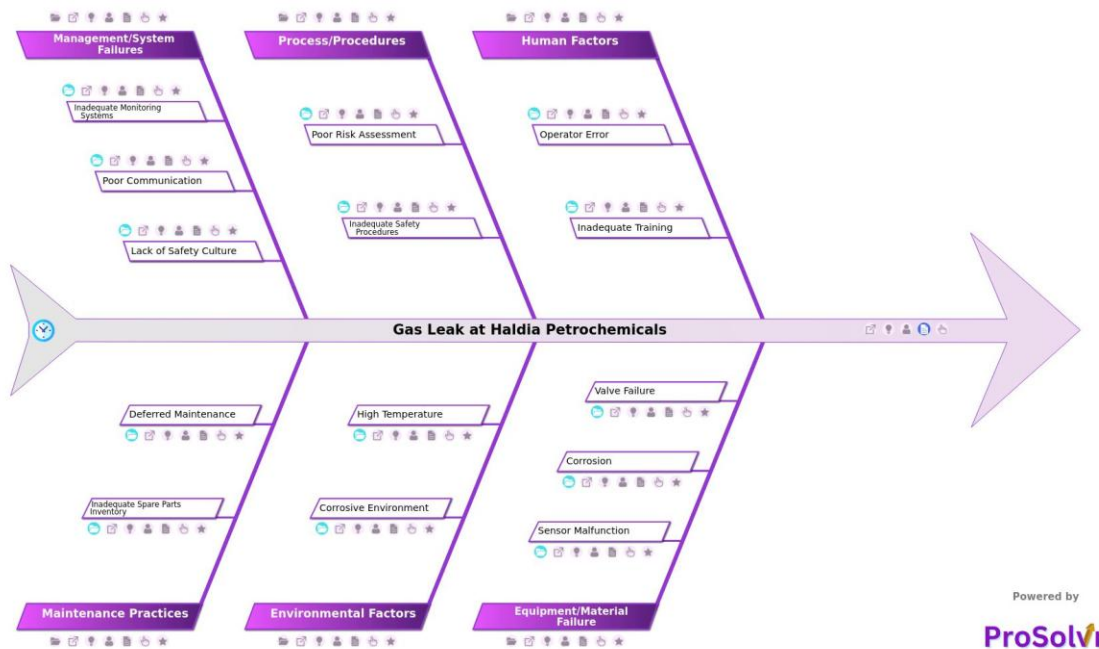 Management/System
Failures
Process/Procedures
Human Factors
Inadequate Monitoring
Systems
Poor Communication
Lack of Safety Culture
Poor Risk Assessment
Inadequate Safety
Procedures
Operator Error
Inadequate Training
Gas Leak at Haldia Petrochemicals
Deferred Maintenance
Inadequate Spare Parts
Inventory
High Temperature
Corrosive Environment
Valve Failure
Corrosion
Sensor Malfunction
Maintenance Practices
Environmental Factors
Equipment/Material
Failure
Powered by